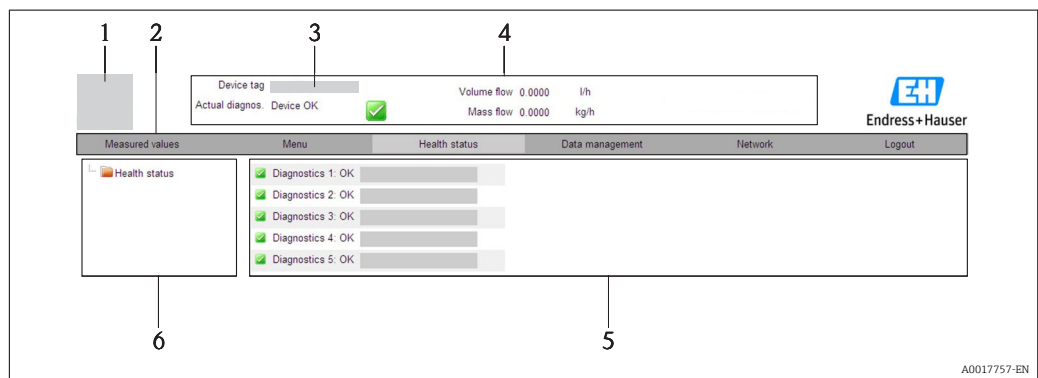 1 2 3 4
Device tag Volume flow 0.0000 l/h
Actual diagnos. Device OK Mass flow 0.0000 kg/h
EH
Endress+Hauser
Measured values Menu Health status Data management Network Logout
Health status
Diagnostics 1: OK
Diagnostics 2: OK
Diagnostics 3: OK
Diagnostics 4: OK
Diagnostics 5: OK
6 5
A0017757-EN